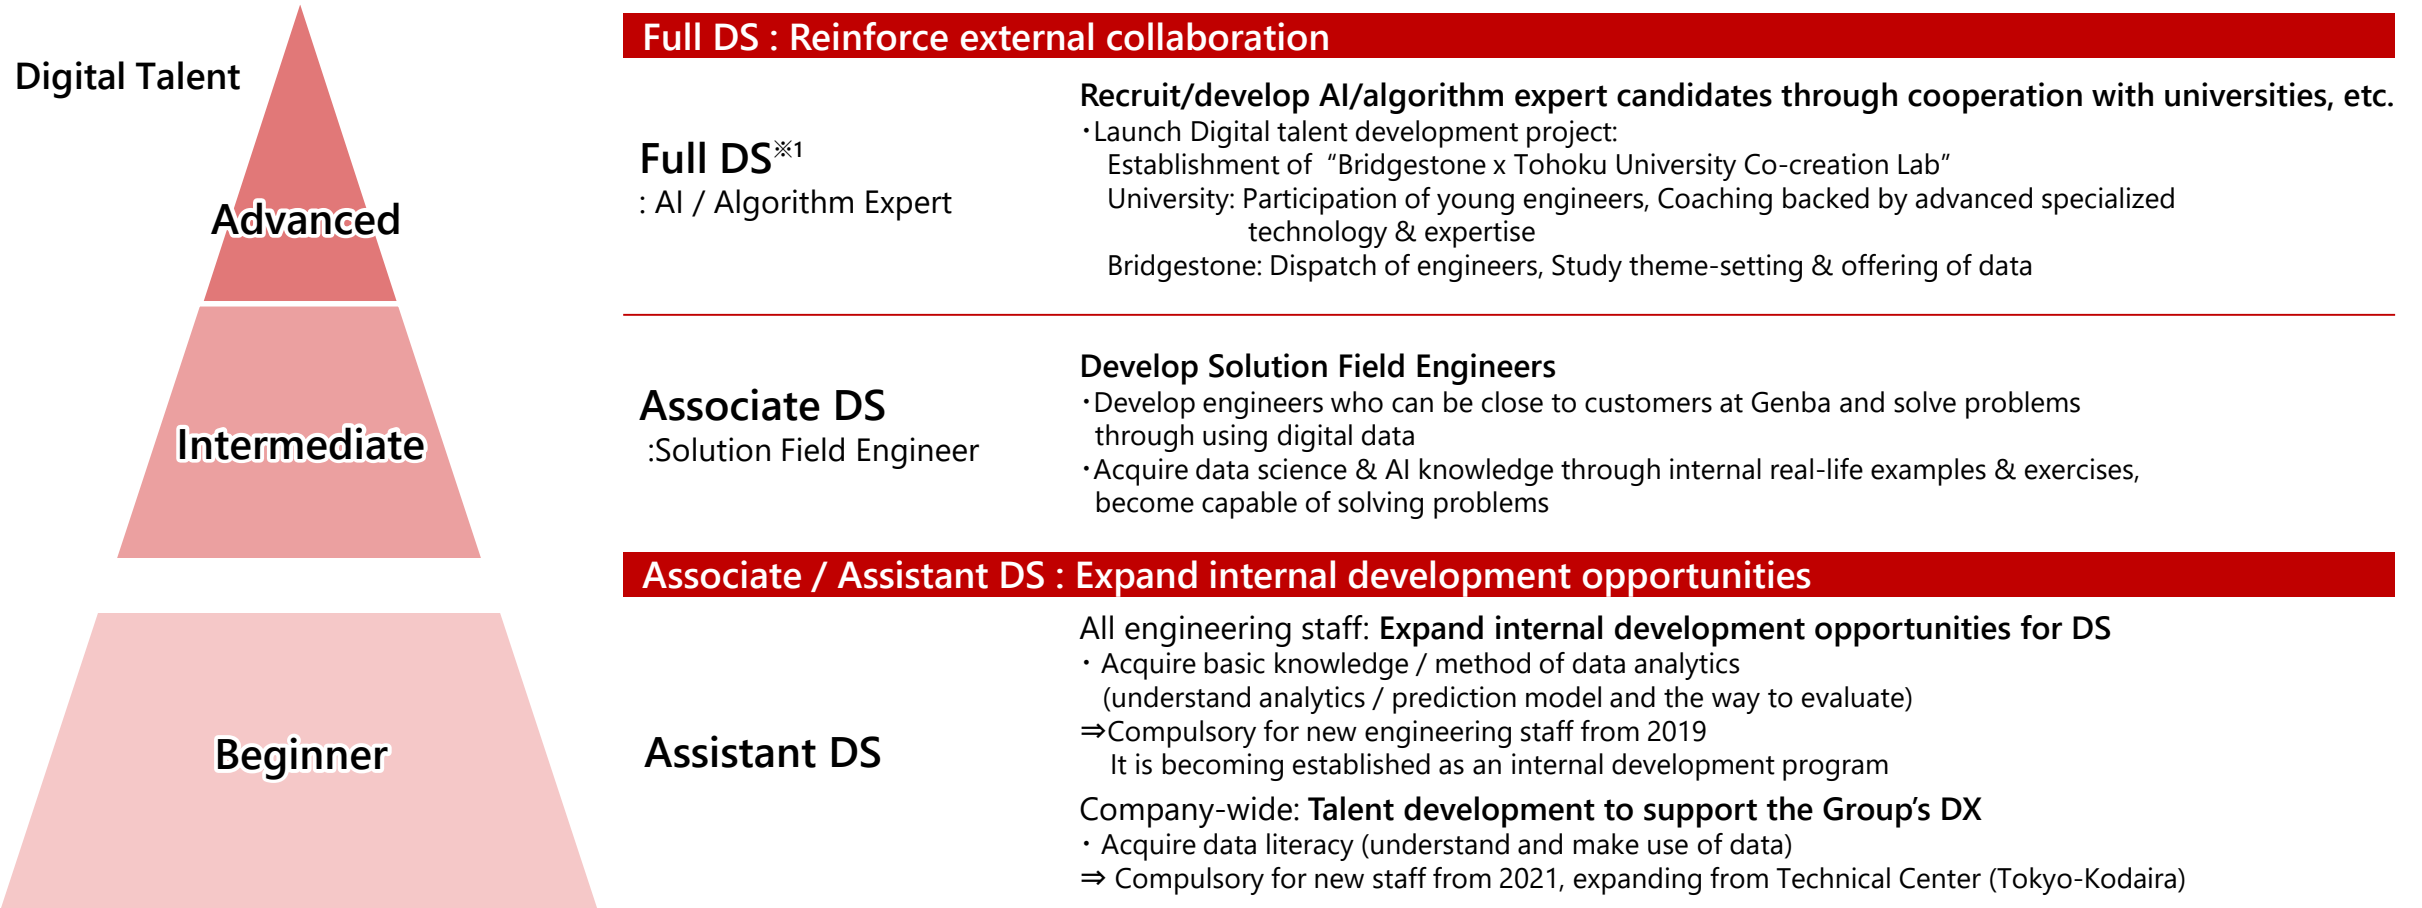 Digital Talent
Advanced
Intermediate
Beginner
Full DS : Reinforce external collaboration
Full DS※1
: AI / Algorithm Expert
Recruit/develop AI/algorithm expert candidates through cooperation with universities, etc.
・Launch Digital talent development project:
Establishment of “Bridgestone x Tohoku University Co-creation Lab”
University: Participation of young engineers, Coaching backed by advanced specialized
technology & expertise
Bridgestone: Dispatch of engineers, Study theme-setting & offering of data
Associate DS
:Solution Field Engineer
Develop Solution Field Engineers
・Develop engineers who can be close to customers at Genba and solve problems
through using digital data
・Acquire data science & AI knowledge through internal real-life examples & exercises,
become capable of solving problems
Associate / Assistant DS : Expand internal development opportunities
Assistant DS
All engineering staff: Expand internal development opportunities for DS
・ Acquire basic knowledge / method of data analytics
(understand analytics / prediction model and the way to evaluate)
⇒Compulsory for new engineering staff from 2019
It is becoming established as an internal development program
Company-wide: Talent development to support the Group’s DX
・ Acquire data literacy (understand and make use of data)
⇒ Compulsory for new staff from 2021, expanding from Technical Center (Tokyo-Kodaira)